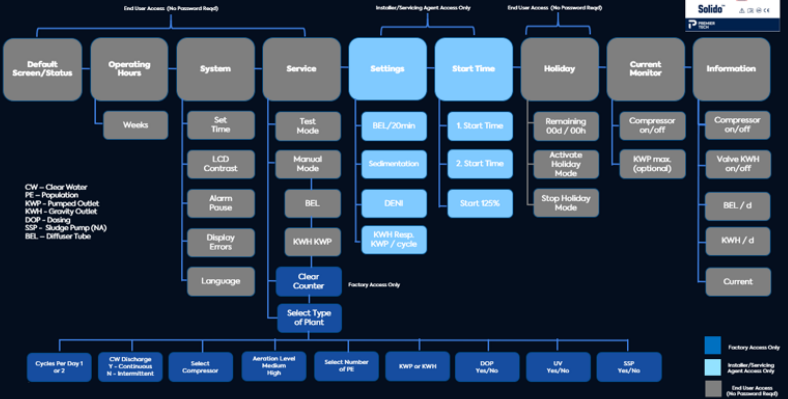 End User Access (No Password Reqd)
Installer/Servicing Agent Access Only
End User Access (No Password Reqd)
Solido™
PREMIER
TECH
Default
Screen/Status
Operating
Hours
System
Service
Settings
Start Time
Holiday
Current
Monitor
Information
Weeks
Set
Time
LCD
Contrast
Alarm
Pause
Display
Errors
Language
Test
Mode
Manual
Mode
BEL
KWH KWP
Clear
Counter
Factory Access Only
Select Type
of Plant
BEL/20min
Sedimentation
DENI
KWH Resp.
KWP / cycle
1. Start Time
2. Start Time
Start 125%
Remaining
00d / 00h
Activate
Holiday
Mode
Stop Holiday
Mode
Compressor
on/off
KWP max.
(optional)
Compressor
on/off
Valve KWH
on/off
BEL / d
KWH / d
Current
CW – Clear Water
PE – Population
KWP - Pumped Outlet
KWH - Gravity Outlet
DOP - Dosing
SSP - Sludge Pump (NA)
BEL – Diffuser Tube
Cycles Per Day 1
or 2
CW Discharge
Y - Continuous
N - Intermittent
Select
Compressor
Aeration Level
Medium
High
Select Number
of PE
KWP or KWH
DOP
Yes/No
UV
Yes/No
SSP
Yes/No
Factory Access Only
Installer/Servicing
Agent Access Only
End User Access
(No Password Reqd)